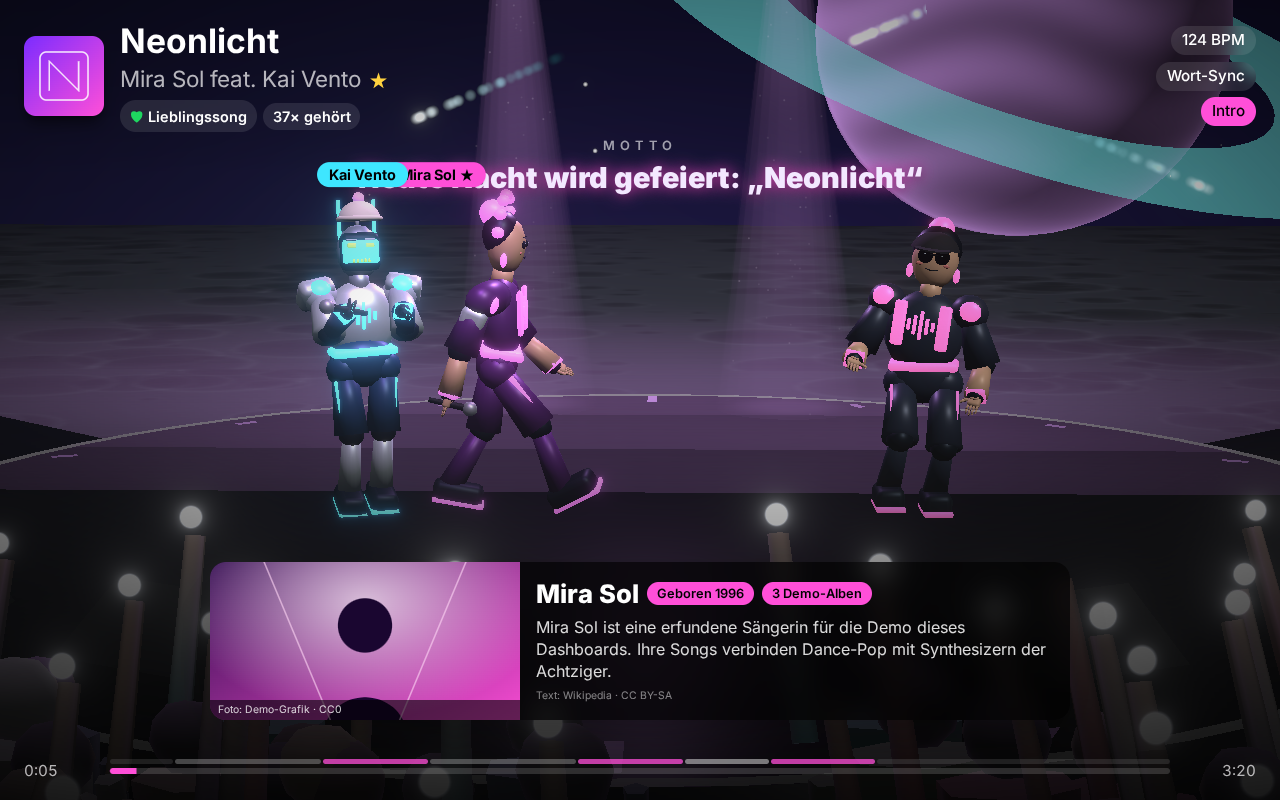 N
Neonlicht
Mira Sol feat. Kai Vento ★
Lieblingssong
37× gehört
124 BPM
Wort-Sync
Intro
MOTTO
wird gefeiert: „Neonlicht“
Kai Vento
Mira Sol ★
Mira Sol
Geboren 1996
3 Demo-Alben
Mira Sol ist eine erfundene Sängerin für die Demo dieses
Dashboards. Ihre Songs verbinden Dance-Pop mit Synthesizern der
Achtziger.
Text: Wikipedia · CC BY-SA
Foto: Demo-Grafik · CC0
0:05
3:20